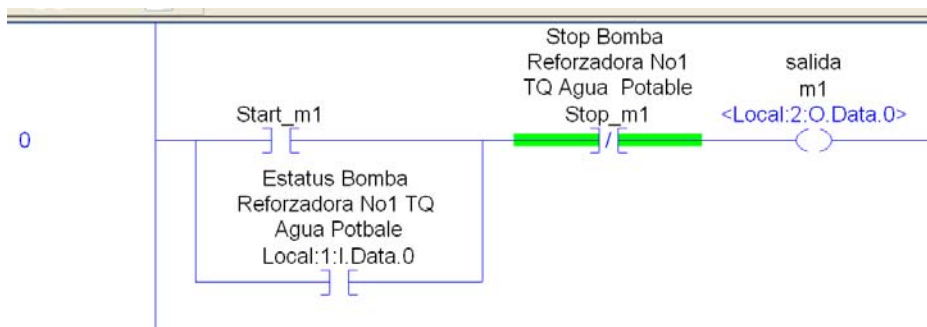 Stop Bomba
Reforzadora No1
TQ Agua Potable
Stop_m1
salida
m1
<Local:2:O.Data.0>
0
Start_m1
Estatus Bomba
Reforzadora No1 TQ
Agua Potbale
Local:1:I.Data.0